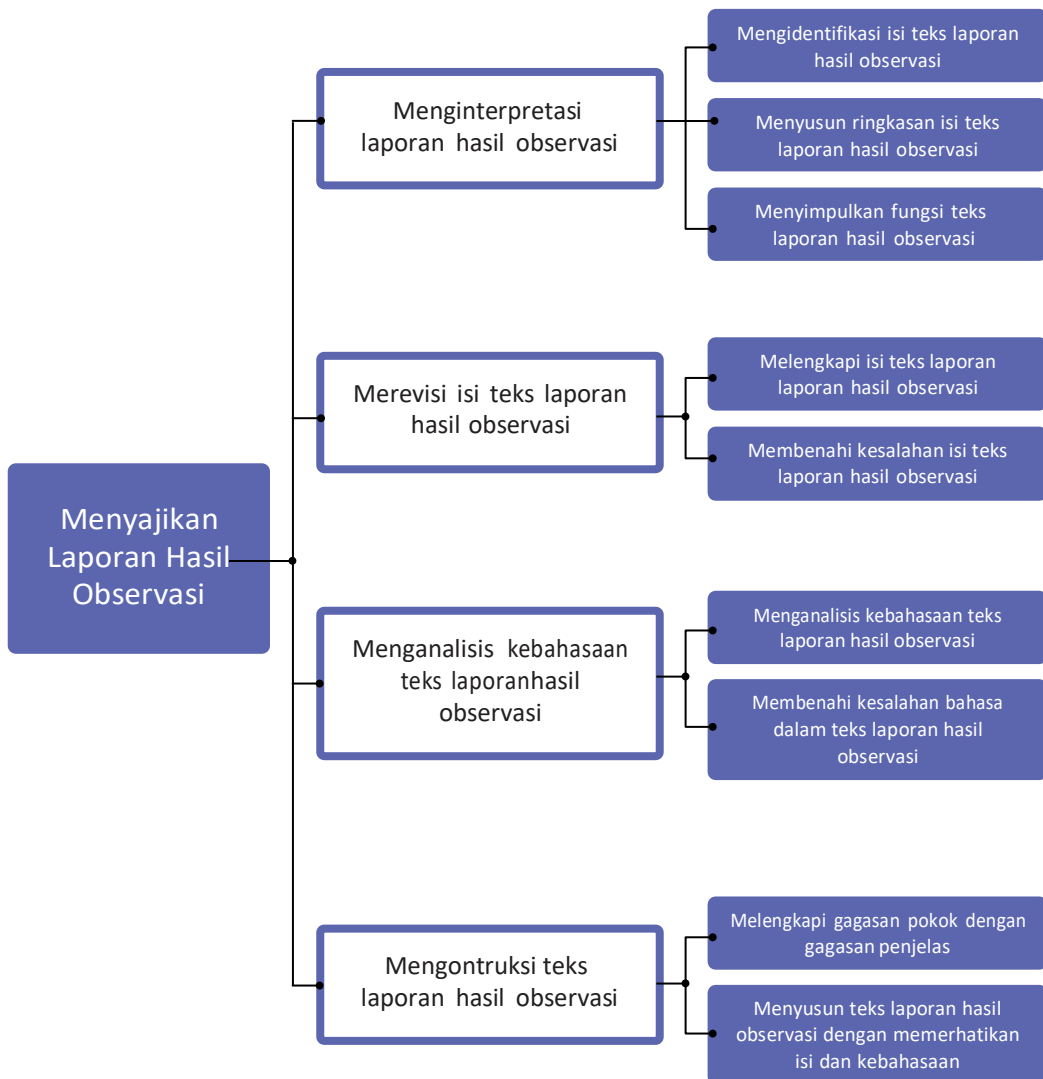 Menyajikan
Laporan Hasil
Observasi
Menginterpretasi
laporan hasil observasi
Mengidentifikasi isi teks laporan
hasil observasi
Menyusun ringkasan isi teks
laporan hasil observasi
Menyimpulkan fungsi teks
laporan hasil observasi
Merevisi isi teks laporan
hasil observasi
Melengkapi isi teks laporan
laporan hasil observasi
Membenahi kesalahan isi teks
laporan hasil observasi
Menganalisis kebahasaan
teks laporanhasil
observasi
Menganalisis kebahasaan teks
laporan hasil observasi
Membenahi kesalahan bahasa
dalam teks laporan hasil
observasi
Mengontruksi teks
laporan hasil observasi
Melengkapi gagasan pokok dengan
gagasan penjelas
Menyusun teks laporan hasil
observasi dengan memerhatikan
isi dan kebahasaan